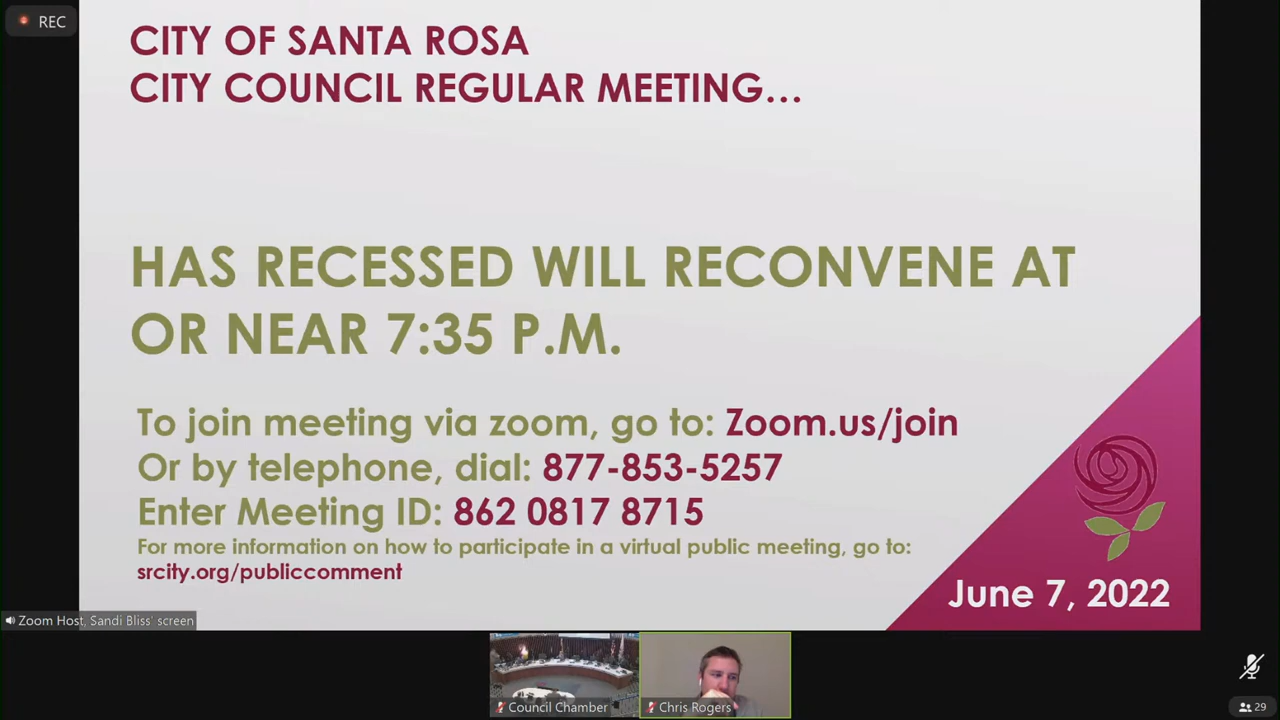 REC
CITY OF SANTA ROSA
CITY COUNCIL REGULAR MEETING...
HAS RECESSED WILL RECONVENE AT
OR NEAR 7:35 P.M.
To join meeting via zoom, go to: Zoom.us/join
Or by telephone, dial: 877-853-5257
Enter Meeting ID: 862 0817 8715
For more information on how to participate in a virtual public meeting, go to:
srcity.org/publiccomment
June 7, 2022
Zoom Host, Sandi Bliss' screen
Council Chamber
Chris Rogers
29